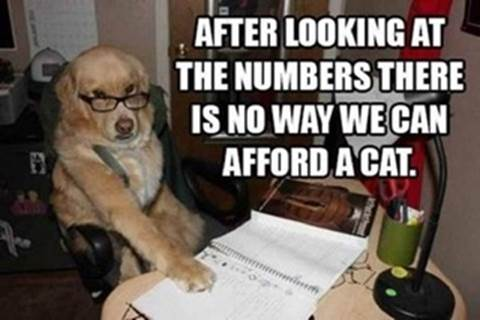 AFTER LOOKING AT
THE NUMBERS THERE
IS NO WAY WE CAN
AFFORD A CAT.